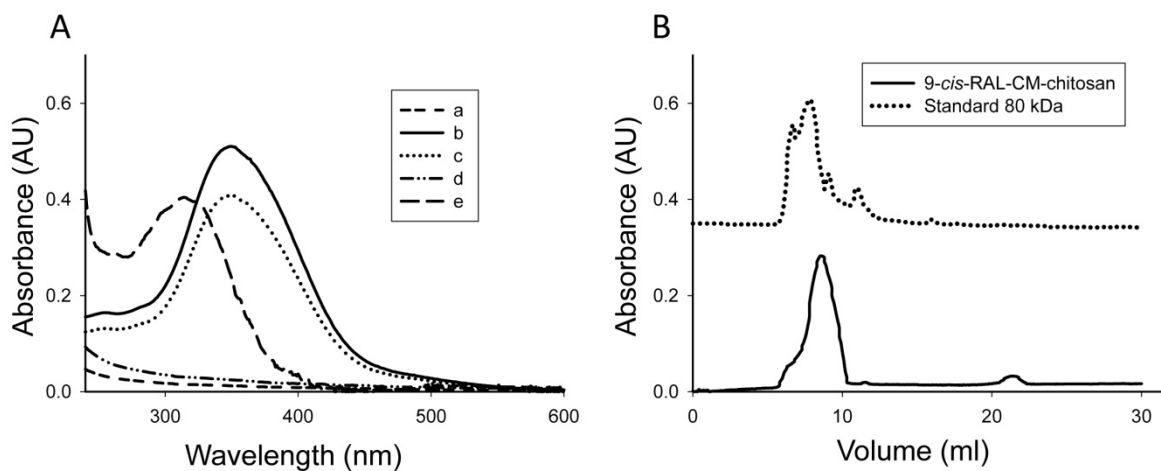 A
B
0.6
0.4
0.2
0.0
300
400
500
600
Absorbance (AU)
Wavelength (nm)
a
b
c
d
e
0.6
0.4
0.2
0.0
0
10
20
30
Absorbance (AU)
Volume (ml)
9-cis-RAL-CM-chitosan
Standard 80 kDa